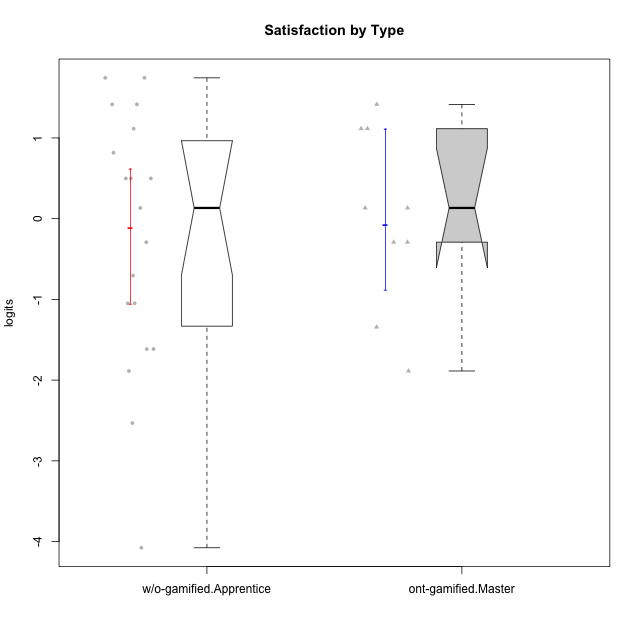 Satisfaction by Type
logits
1
0
-1
-2
-3
-4
w/o-gamified.Apprentice
ont-gamified.Master